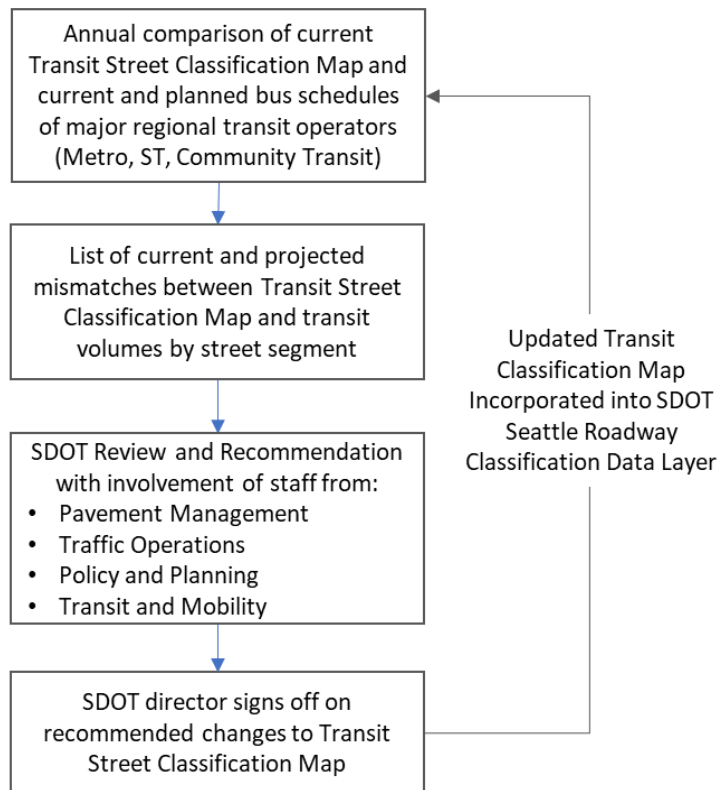 Annual comparison of current
Transit Street Classification Map and
current and planned bus schedules
of major regional transit operators
(Metro, ST, Community Transit)
List of current and projected
mismatches between Transit Street
Classification Map and transit
volumes by street segment
SDOT Review and Recommendation
with involvement of staff from:
• Pavement Management
• Traffic Operations
• Policy and Planning
• Transit and Mobility
SDOT director signs off on
recommended changes to Transit
Street Classification Map
Updated Transit
Classification Map
Incorporated into SDOT
Seattle Roadway
Classification Data Layer